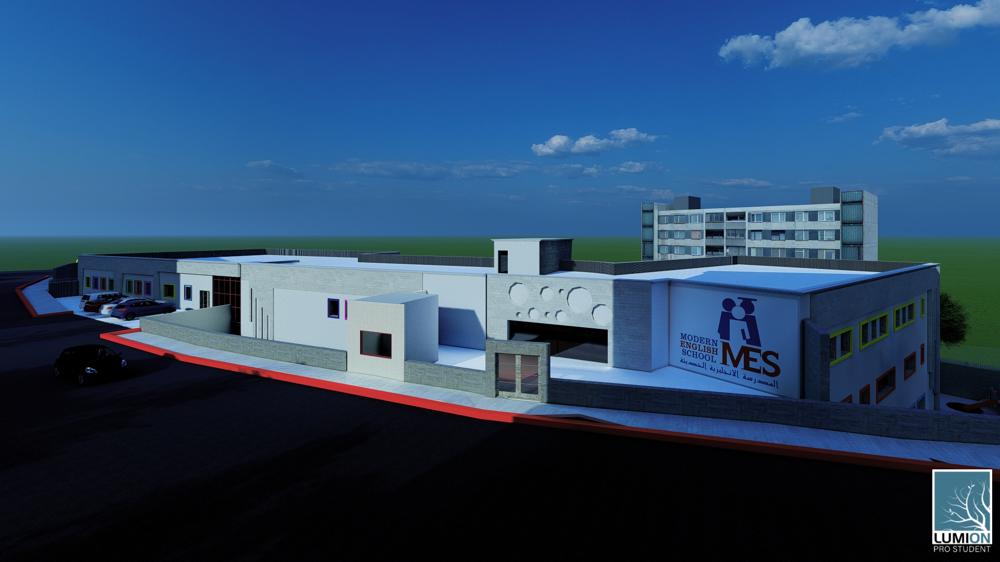 MODERN
ENGLISH
SCHOOL
MES
المدرسة الانجليزية الحديثة
LUMION
PRO STUDENT